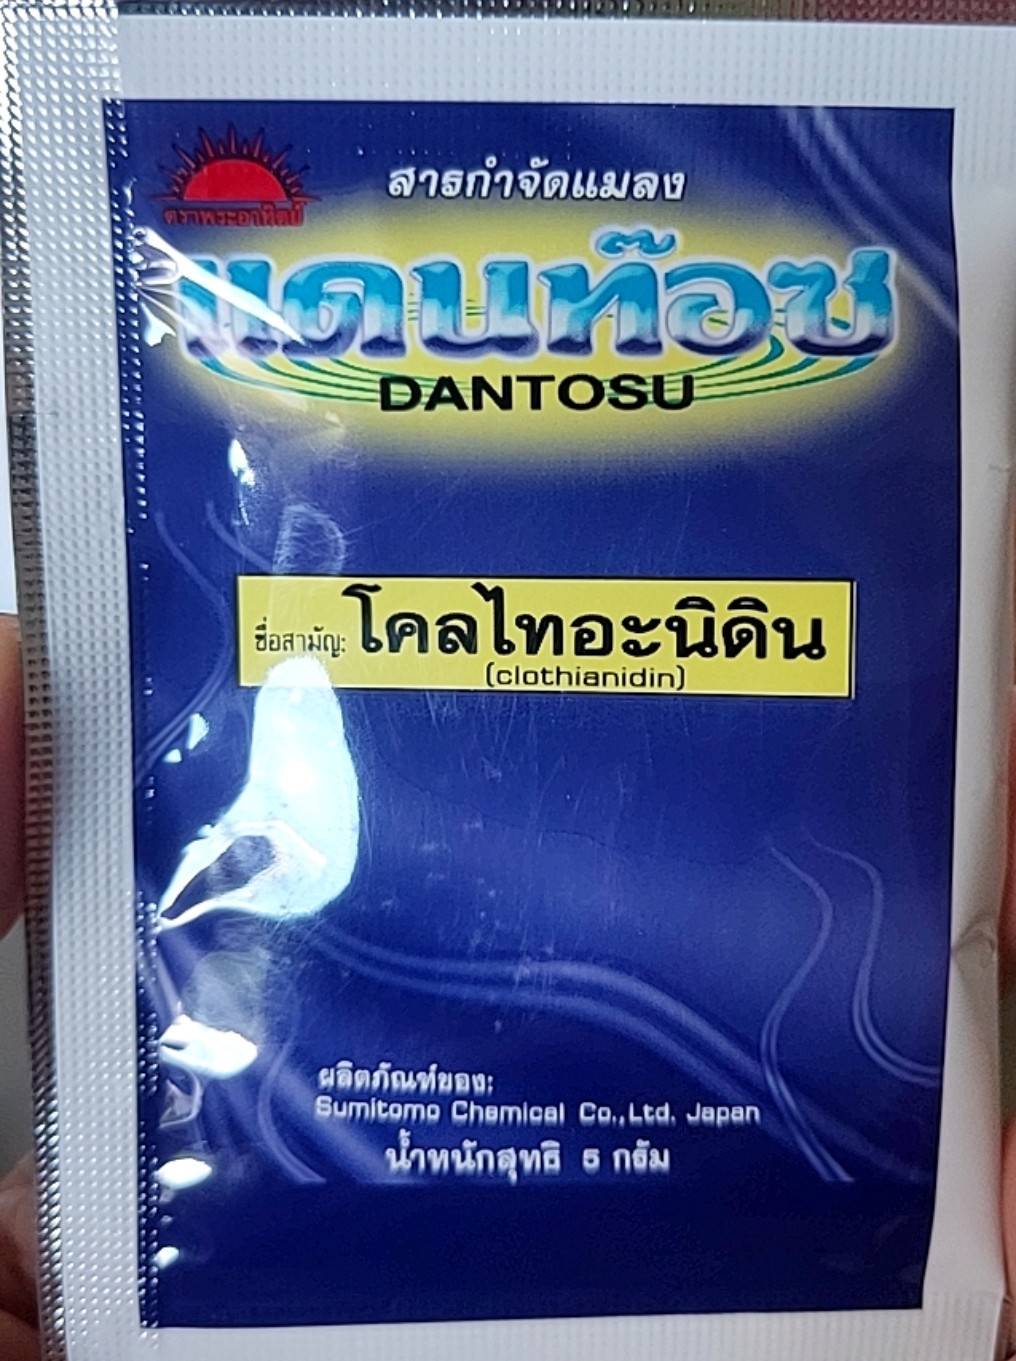 สารกำจัดแมลง
ตราพระอาทิตย์
แดนท๊อซ
DANTOSU
ชื่อสามัญ: โคลไทอะนิดิน
(clothianidin)
ผลิตภัณฑ์ของ:
Sumitomo Chemical Co.,Ltd. Japan
น้ำหนักสุทธิ 5 กรัม